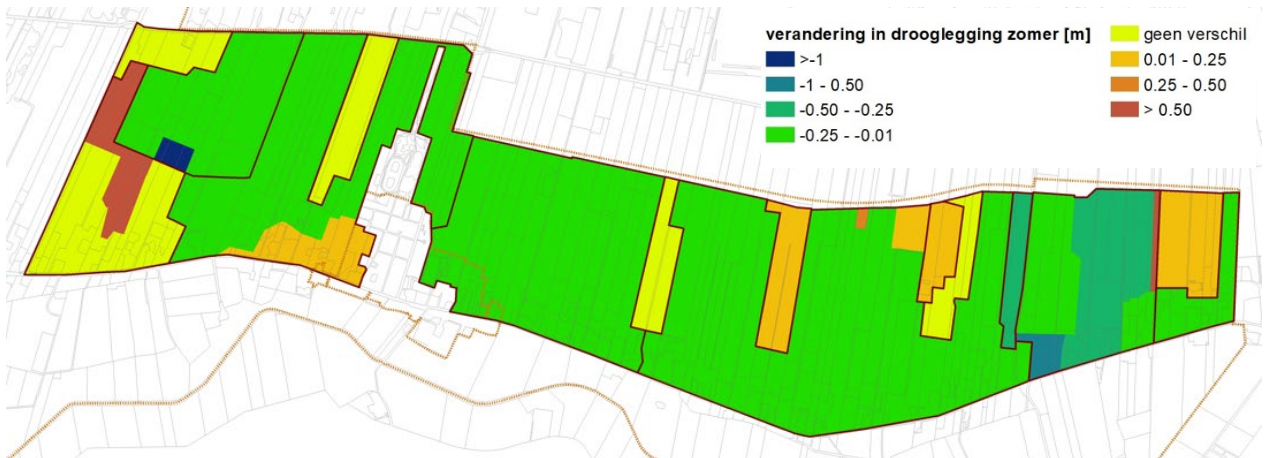 verandering in drooglegging zomer [m]
>-1
-1 - 0.50
-0.50 - -0.25
-0.25 - -0.01
geen verschil
0.01 - 0.25
0.25 - 0.50
> 0.50